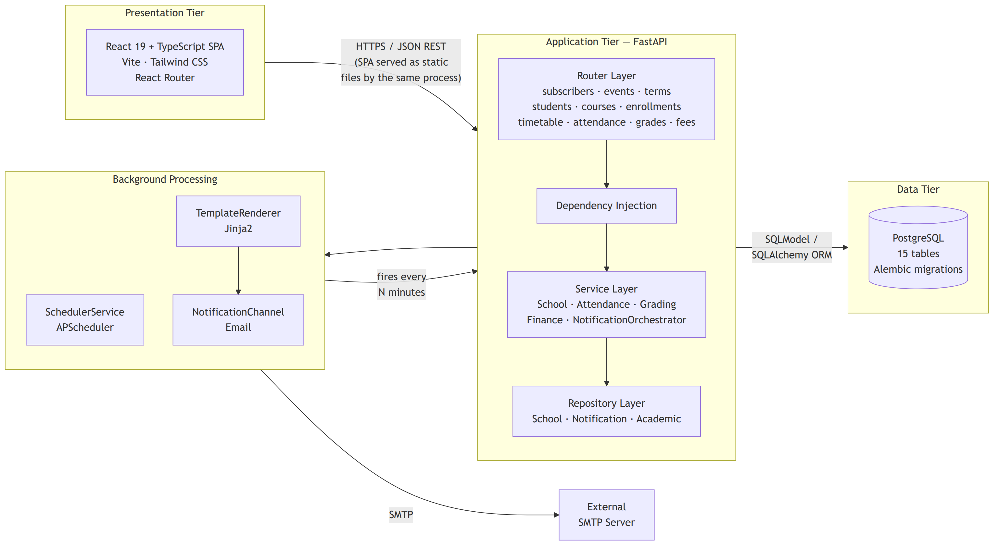 Presentation Tier
React 19 + TypeScript SPA
Vite · Tailwind CSS
React Router
HTTPS / JSON REST
(SPA served as static
files by the same process)
Application Tier — FastAPI
Router Layer
subscribers · events · terms
students · courses · enrollments
timetable · attendance · grades · fees
Dependency Injection
Service Layer
School · Attendance · Grading
Finance · NotificationOrchestrator
Repository Layer
School · Notification · Academic
Background Processing
TemplateRenderer
Jinja2
SchedulerService
APScheduler
NotificationChannel
Email
fires every
N minutes
SQLModel /
SQLAlchemy ORM
Data Tier
PostgreSQL
15 tables
Alembic migrations
SMTP
External
SMTP Server